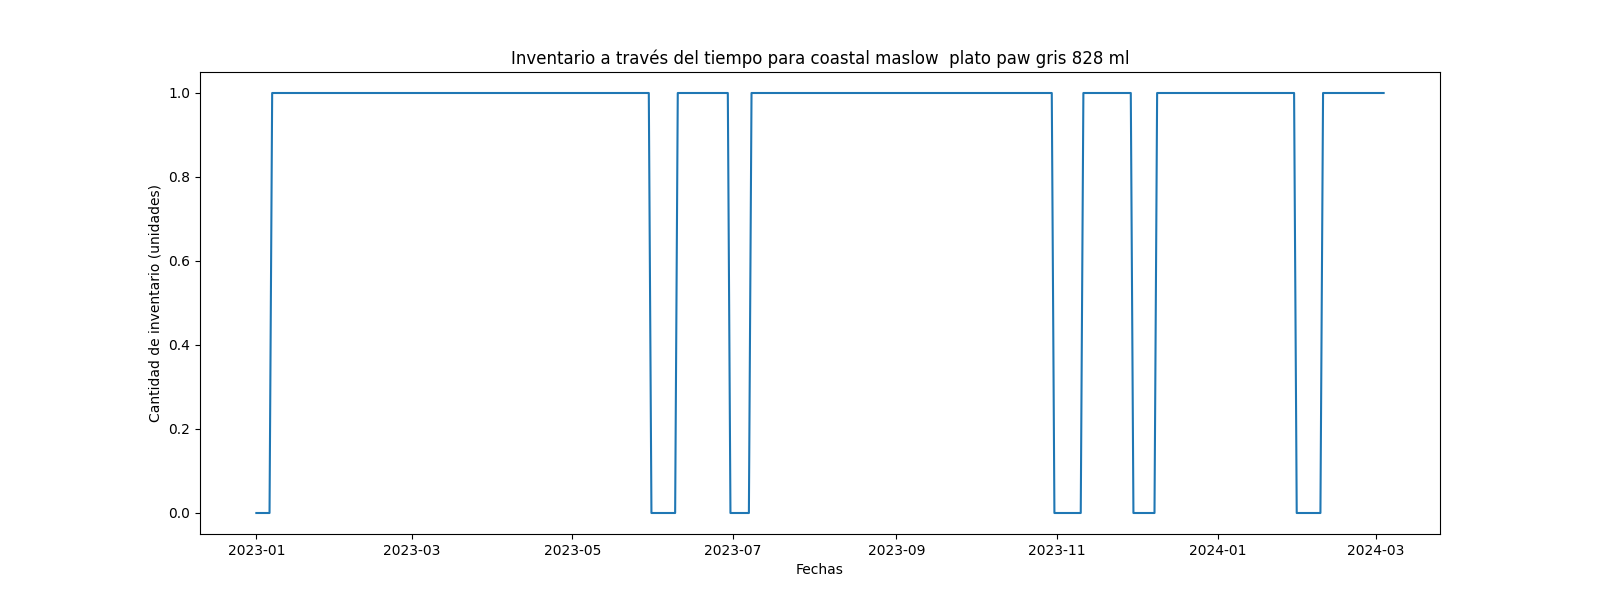 Inventario a través del tiempo para coastal maslow  plato paw gris 828 ml
Cantidad de inventario (unidades)
1.0
0.8
0.6
0.4
0.2
0.0
2023-01 2023-03 2023-05 2023-07 2023-09 2023-11 2024-01 2024-03
Fechas